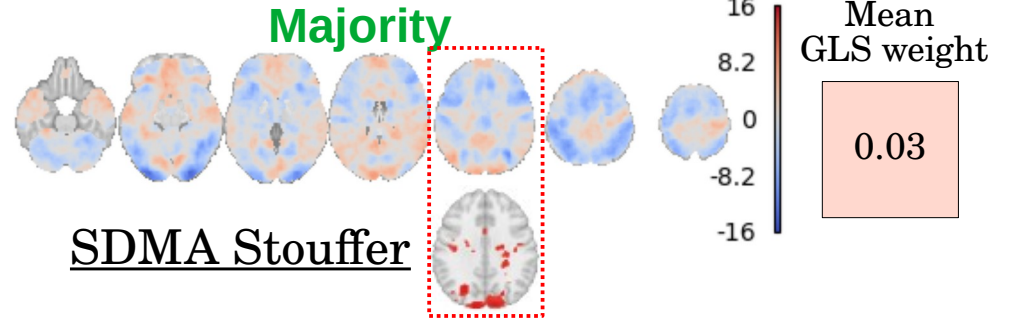 Majority
16
8.2
0
-8.2
-16
Mean
GLS weight
0.03
SDMA Stouffer